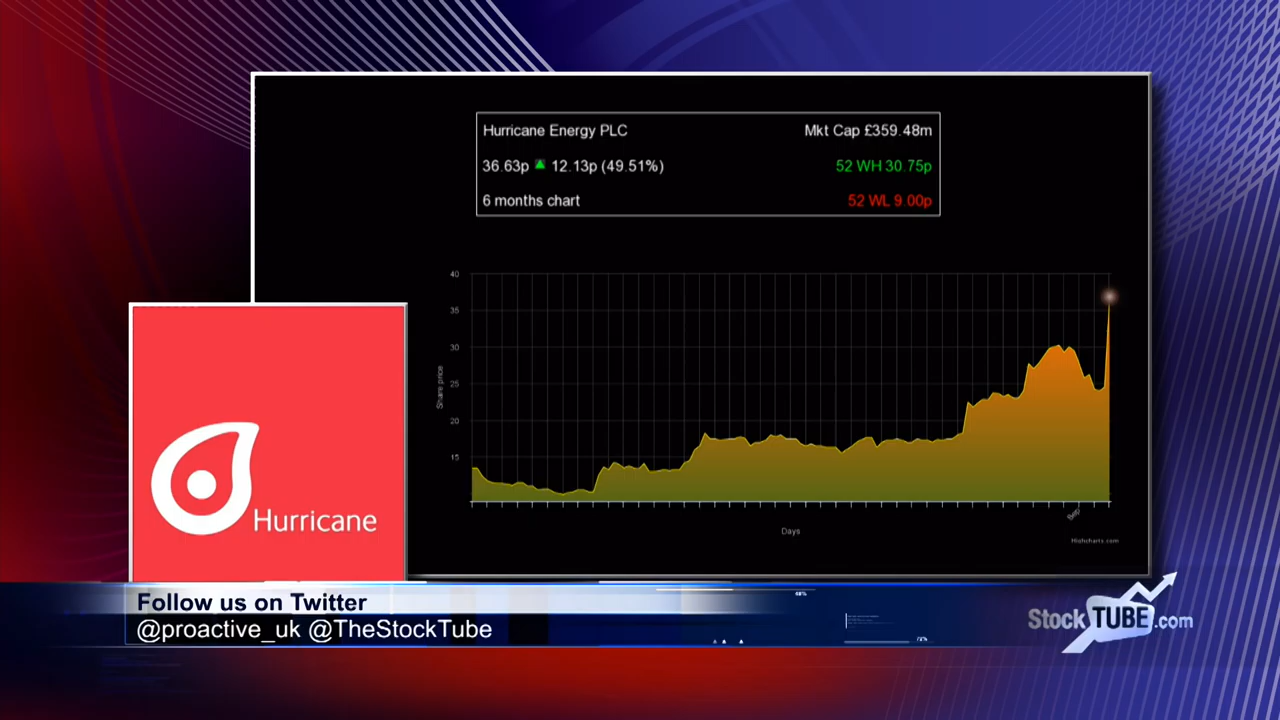 Hurricane Energy PLC Mkt Cap £359.48m
36.63p 12.13p (49.51%) 52 WH 30.75p
6 months chart 52 WL 9.00p
40
35
30
25
20
15
Share price
Sep
Days
Highcharts.com
Hurricane
Follow us on Twitter
@proactive_uk @TheStockTube
StockTUBE.com